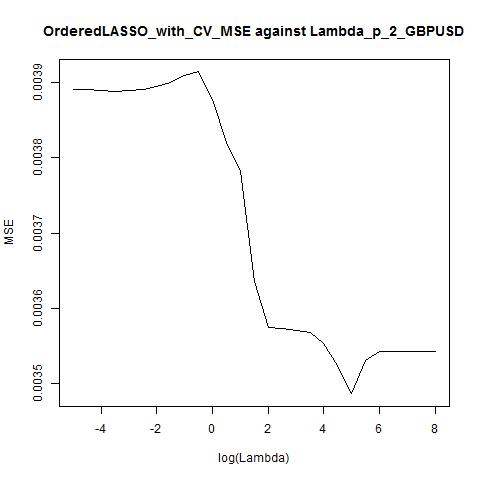 OrderedLASSO_with_CV_MSE against Lambda_p_2_GBPUSD
0.0039
0.0038
0.0037
0.0036
0.0035
MSE
-4 -2 0 2 4 6 8
log(Lambda)